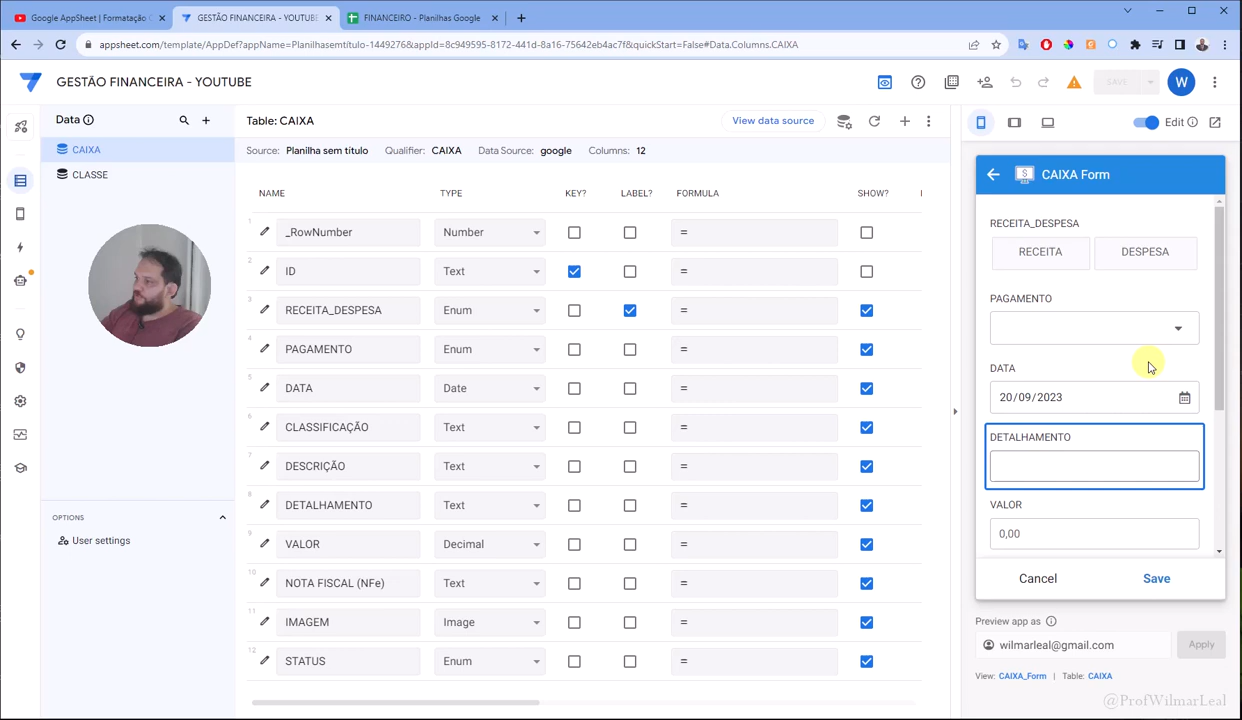 Google AppSheet | Formatação C
GESTÃO FINANCEIRA - YOUTUBE
FINANCEIRO - Planilhas Google
appsheet.com/template/AppDef?appName=Planilhasemtítulo-1449276&appId=8c949595-8172-441d-8a16-75642eb4ac7f&quickStart=False#Data.Columns.CAIXA
GESTÃO FINANCEIRA - YOUTUBE
SAVE
W
Data
CAIXA
CLASSE
OPTIONS
User settings
Table: CAIXA
View data source
Source: Planilha sem título Qualifier: CAIXA Data Source: google Columns: 12
NAME TYPE KEY? LABEL? FORMULA SHOW?
1 _RowNumber Number =
2 ID Text =
3 RECEITA_DESPESA Enum =
4 PAGAMENTO Enum =
5 DATA Date =
6 CLASSIFICAÇÃO Text =
7 DESCRIÇÃO Text =
8 DETALHAMENTO Text =
9 VALOR Decimal =
10 NOTA FISCAL (NFe) Text =
11 IMAGEM Image =
12 STATUS Enum =
Edit
CAIXA Form
RECEITA_DESPESA
RECEITA DESPESA
PAGAMENTO
DATA
20/09/2023
DETALHAMENTO
VALOR
0,00
Cancel Save
Preview app as
wilmarleal@gmail.com Apply
View: CAIXA_Form | Table: CAIXA
@ProfWilmarLeal